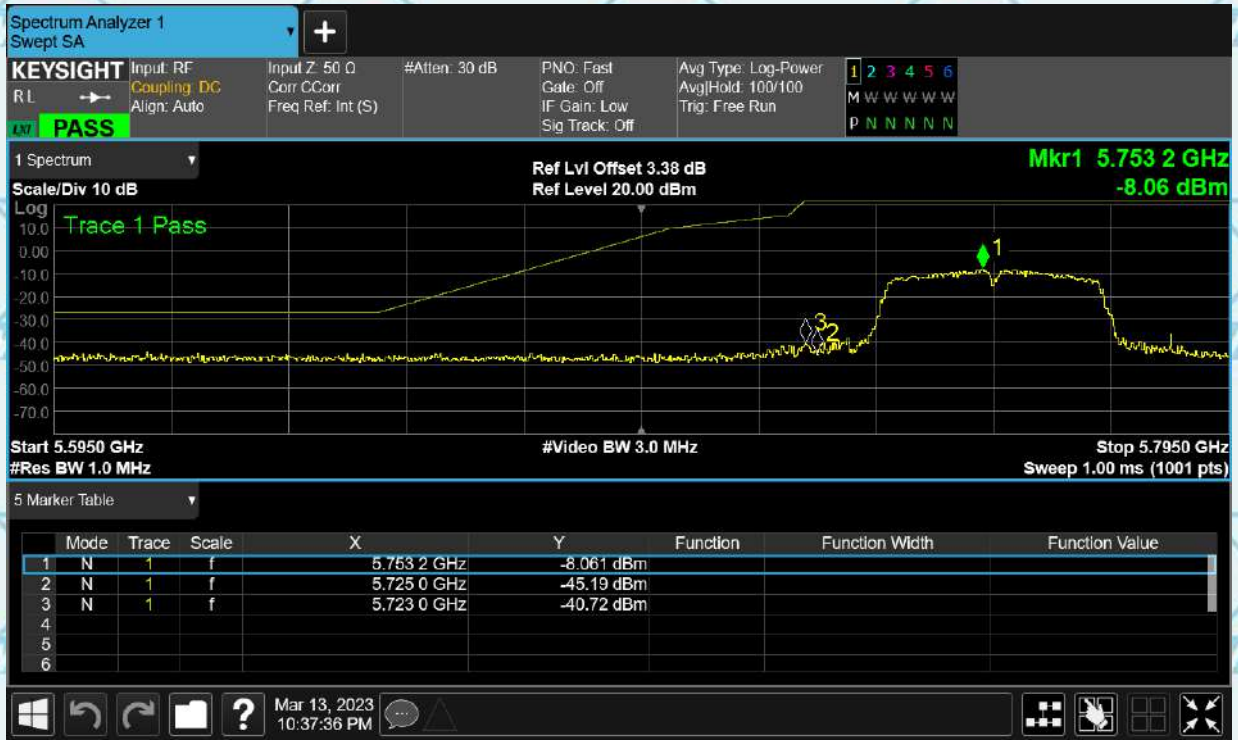 Spectrum Analyzer 1
Swept SA
+
KEYSIGHT Input: RF Input Z: 50 Ω #Atten: 30 dB PNO: Fast Avg Type: Log-Power 1 2 3 4 5 6
RL Coupling: DC Corr CCorr Gate: Off Avg|Hold: 100/100 M W W W W W
Align: Auto Freq Ref: Int (S) IF Gain: Low Trig: Free Run
LXI PASS Sig Track: Off P N N N N N
1 Spectrum Ref Lvl Offset 3.38 dB Mkr1 5.753 2 GHz
Scale/Div 10 dB Ref Level 20.00 dBm -8.06 dBm
Log
Trace 1 Pass
10.0
0.00
1
-10.0
-20.0
-30.0
3
2
-40.0
-50.0
-60.0
-70.0
Start 5.5950 GHz #Video BW 3.0 MHz Stop 5.7950 GHz
#Res BW 1.0 MHz Sweep 1.00 ms (1001 pts)
5 Marker Table
Mode Trace Scale X Y Function Function Width Function Value
1 N 1 f 5.753 2 GHz -8.061 dBm
2 N 1 f 5.725 0 GHz -45.19 dBm
3 N 1 f 5.723 0 GHz -40.72 dBm
4
5
6
? Mar 13, 2023
10:37:36 PM